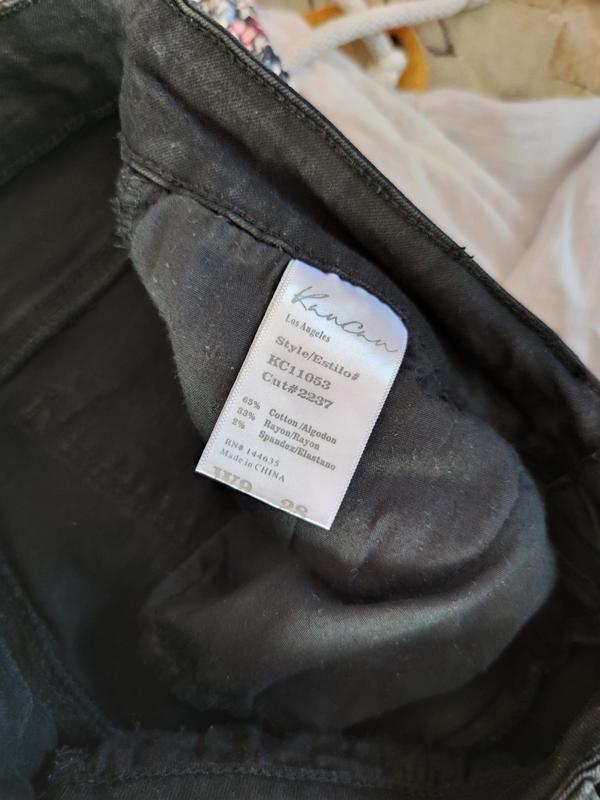 KanCan
Los Angeles
Style/Estilo#
KC11053
Cut#2237
65% Cotton /Algodon
33% Rayon/Rayon
2% Spandex/Elastano
RN# 144635
Made in CHINA